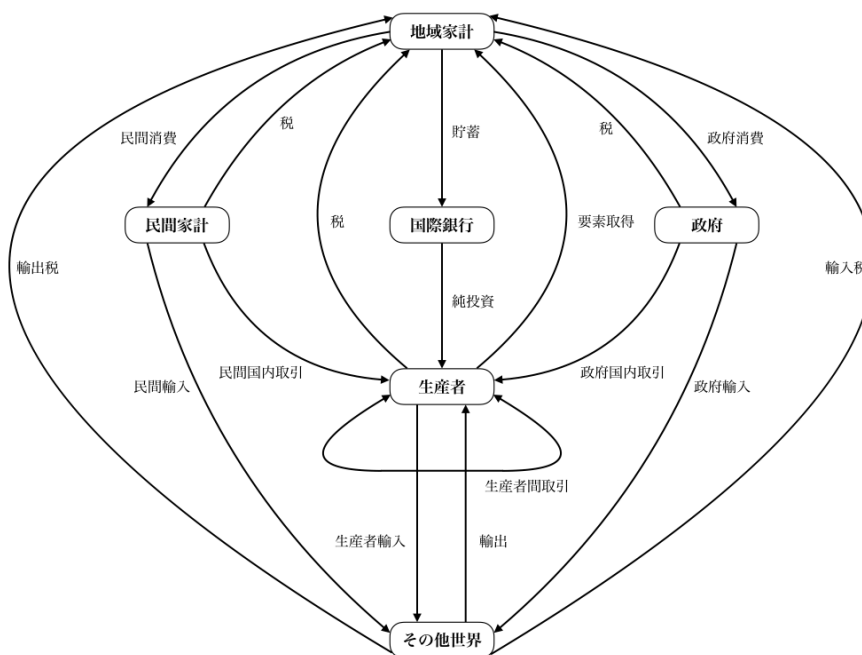 地域家計
民間消費
税
貯蓄
税
政府消費
民間家計
税
国際銀行
要素取得
政府
輸出税
輸入税
純投資
民間輸入
民間国内取引
生産者
政府国内取引
政府輸入
生産者間取引
生産者輸入
輸出
その他世界